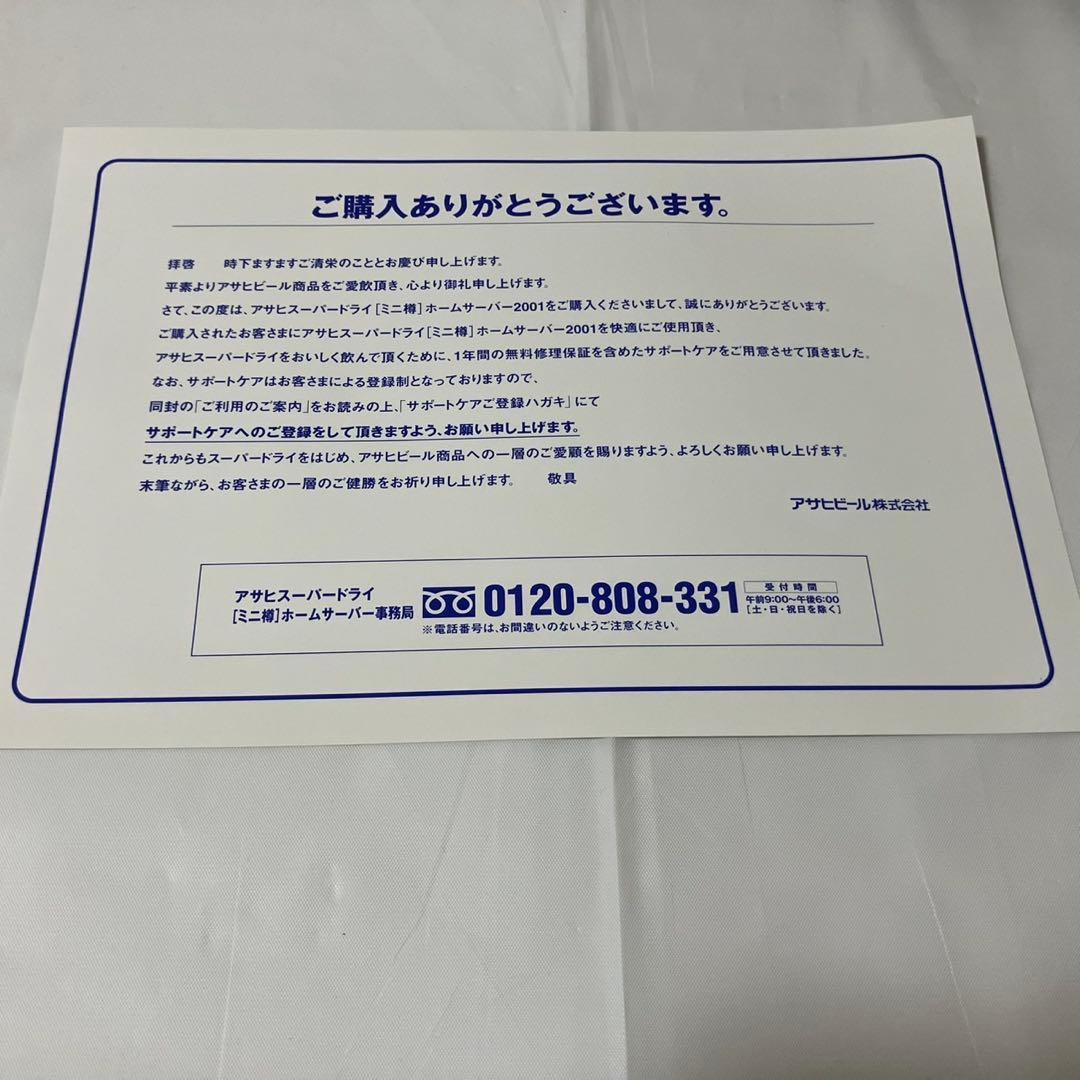 ご購入ありがとうございます。
拝啓　時下ますますご清栄のこととお慶び申し上げます。
平素よりアサヒビール商品をご愛飲頂き、心より御礼申し上げます。
さて、この度は、アサヒスーパードライ[ミニ樽]ホームサーバー2001をご購入くださいまして、誠にありがとうございます。
ご購入されたお客さまにアサヒスーパードライ[ミニ樽]ホームサーバー2001を快適にご使用頂き、
アサヒスーパードライをおいしく飲んで頂くために、1年間の無料修理保証を含めたサポートケアをご用意させて頂きました。
なお、サポートケアはお客さまによる登録制となっておりますので、
同封の「ご利用のご案内」をお読みの上、「サポートケアご登録ハガキ」にて
サポートケアへのご登録をして頂きますよう、お願い申し上げます。
これからもスーパードライをはじめ、アサヒビール商品への一層のご愛顧を賜りますよう、よろしくお願い申し上げます。
末筆ながら、お客さまの一層のご健勝をお祈り申し上げます。　敬具
アサヒビール株式会社
アサヒスーパードライ
[ミニ樽]ホームサーバー事務局
0120-808-331
※電話番号は、お間違いのないようご注意ください。
受付時間
午前9:00〜午後6:00
[土・日・祝日を除く]